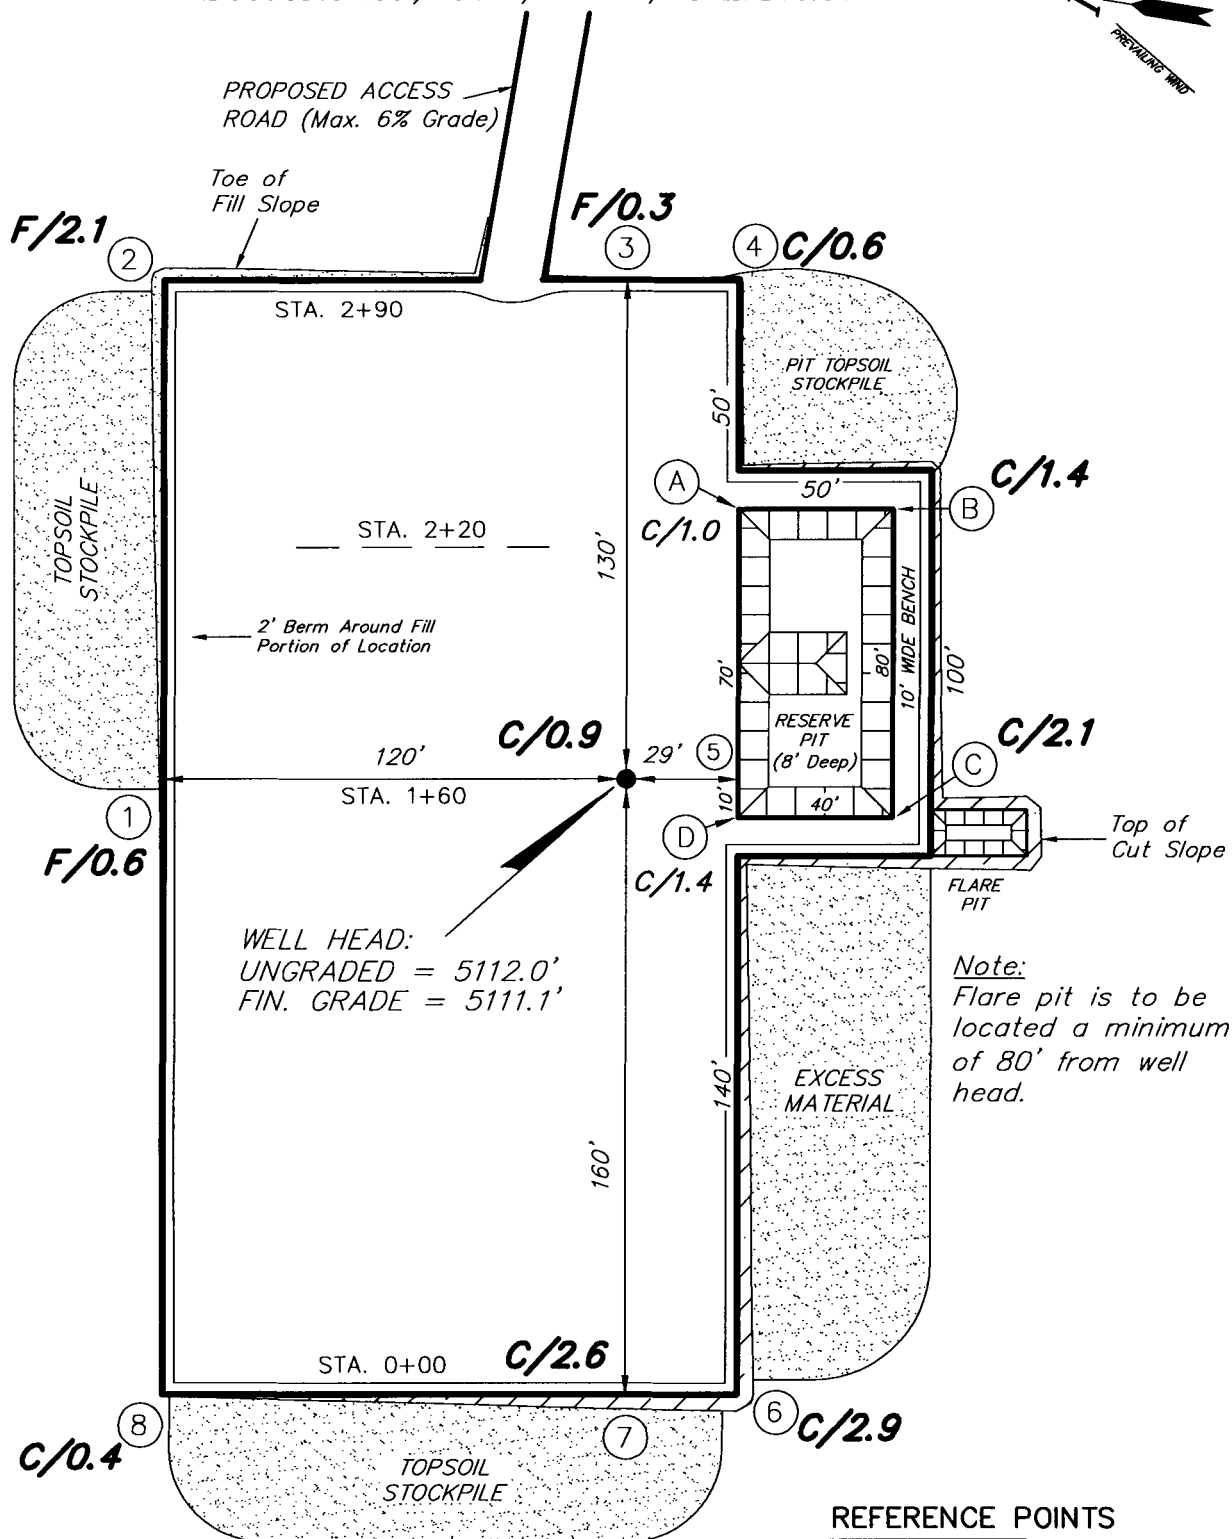 PREVAILING WIND
PROPOSED ACCESS
ROAD (Max. 6% Grade)
Toe of
Fill Slope
F/2.1
2
F/0.3
3
4
C/0.6
STA. 2+90
PIT TOPSOIL
STOCKPILE
50'
TOPSOIL
STOCKPILE
50'
C/1.4
A
B
C/1.0
STA. 2+20
130'
2' Berm Around Fill
Portion of Location
70'
80'
10' WIDE BENCH
100'
RESERVE
PIT
(8' Deep)
C/0.9
C/2.1
120'
29'
5
C
STA. 1+60
10'
40'
1
F/0.6
D
C/1.4
Top of
Cut Slope
FLARE
PIT
WELL HEAD:
UNGRADED = 5112.0'
FIN. GRADE = 5111.1'
Note:
Flare pit is to be
located a minimum
of 80' from well
head.
EXCESS
MATERIAL
140'
160'
STA. 0+00
C/2.6
8
C/0.4
7
6
C/2.9
TOPSOIL
STOCKPILE
REFERENCE POINTS